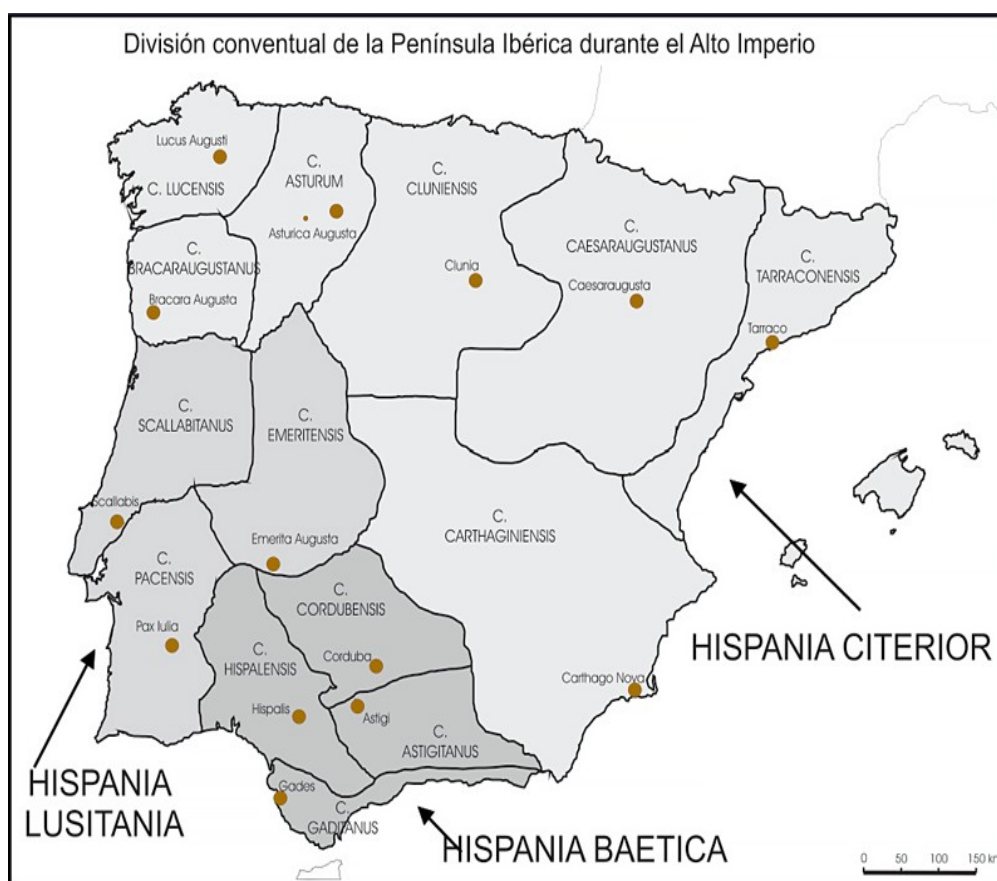 División conventual de la Península Ibérica durante el Alto Imperio
Lucus Augusti
C. LUCENSIS
C.
ASTURUM
Asturica Augusta
C.
CLUNIENSIS
Clunia
C.
CAESARAUGUSTANUS
Caesaraugusta
C.
TARRACONENSIS
Tarraco
C.
BRACARAUGUSTANUS
Bracara Augusta
C.
SCALLABITANUS
Scallabis
C.
EMERITENSIS
Emerita Augusta
C.
CARTHAGINIENSIS
Carthago Nova
C.
PACENSIS
Pax Iulia
C.
CORDUBENSIS
Corduba
C.
HISPALENSIS
Hispalis
Astigi
C.
ASTIGITANUS
Gades
C.
GADITANUS
HISPANIA CITERIOR
HISPANIA
LUSITANIA
HISPANIA BAETICA
0 50 100 150 km